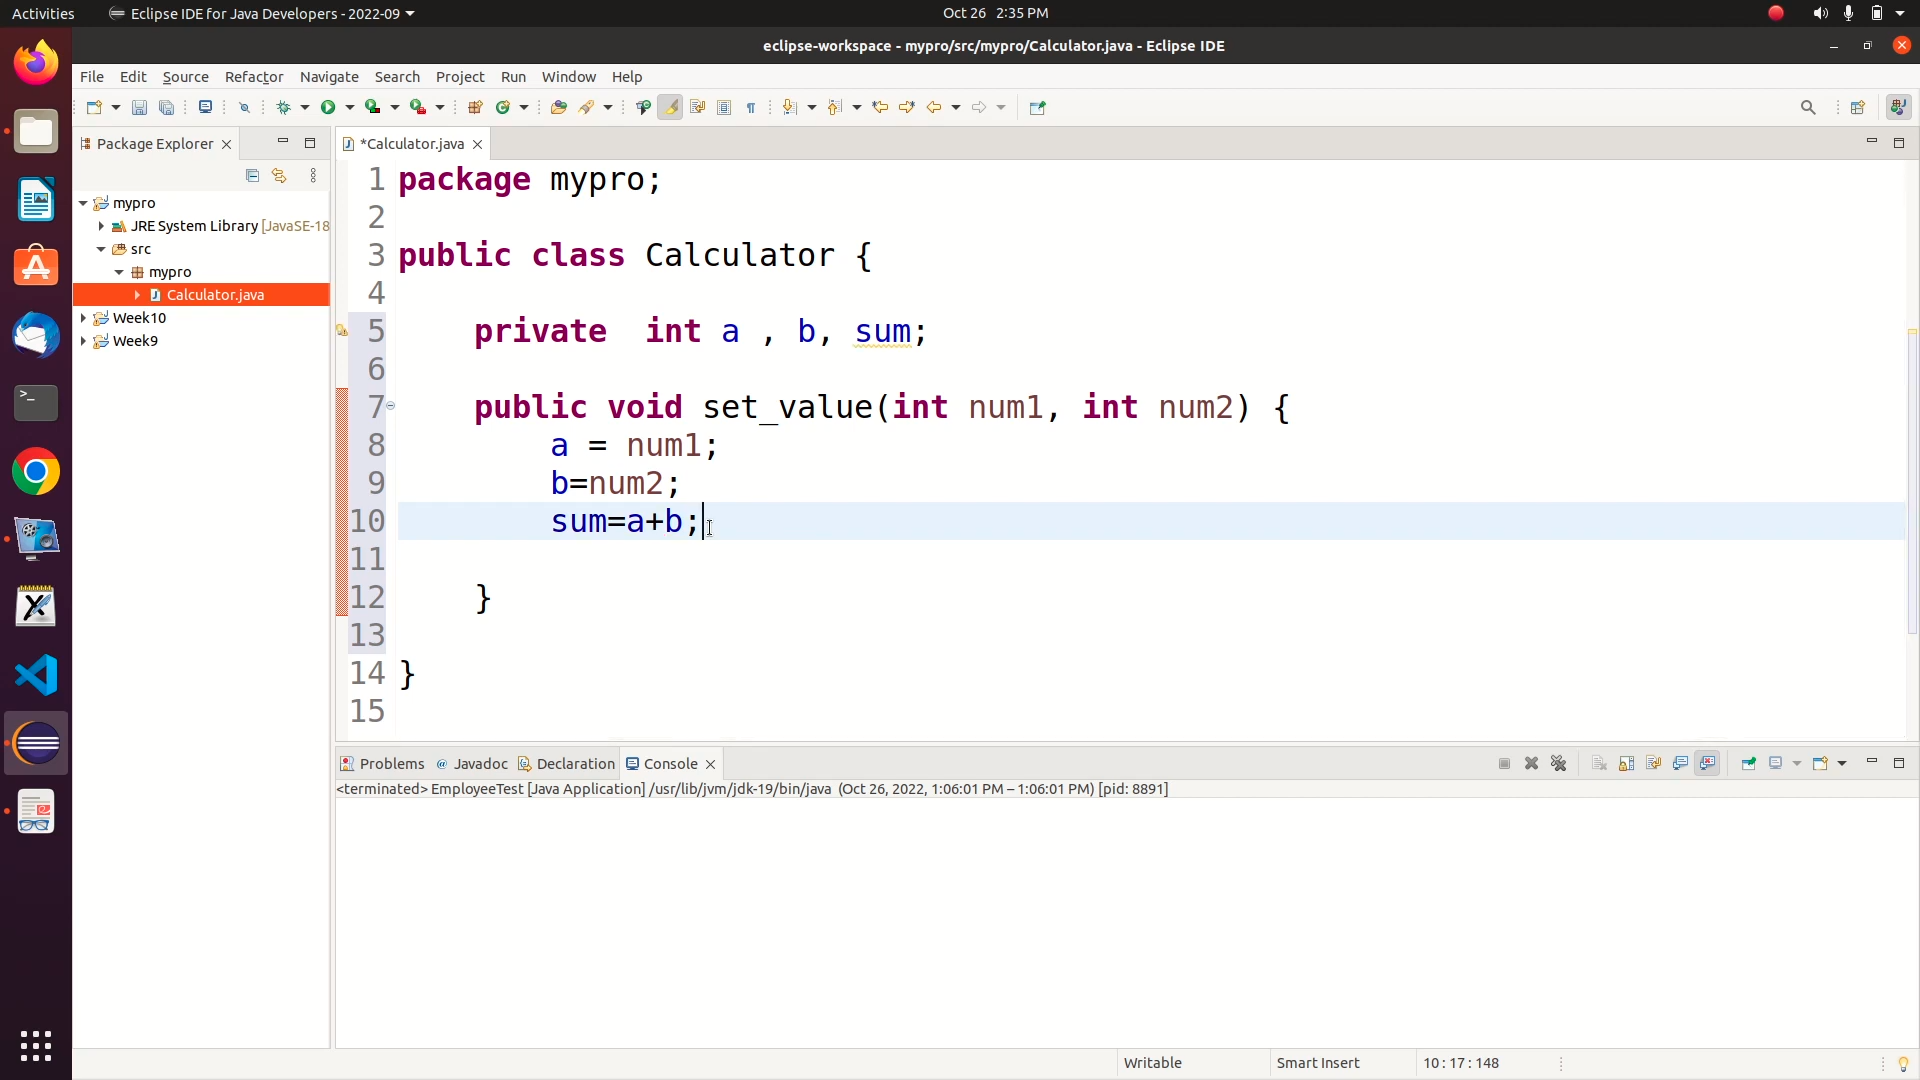 Activities Eclipse IDE for Java Developers - 2022-09 Oct 26 2:35 PM
eclipse-workspace - mypro/src/mypro/Calculator.java - Eclipse IDE
File Edit Source Refactor Navigate Search Project Run Window Help
Package Explorer
mypro
JRE System Library [JavaSE-18
src
mypro
Calculator.java
Week10
Week9
*Calculator.java
1 package mypro;
2
3 public class Calculator {
4
5 private  int a , b, sum;
6
7 public void set_value(int num1, int num2) {
8 a = num1;
9 b=num2;
10 sum=a+b;
11
12 }
13
14 }
15
Problems Javadoc Declaration Console
<terminated> EmployeeTest [Java Application] /usr/lib/jvm/jdk-19/bin/java (Oct 26, 2022, 1:06:01 PM – 1:06:01 PM) [pid: 8891]
Writable Smart Insert 10 : 17 : 148